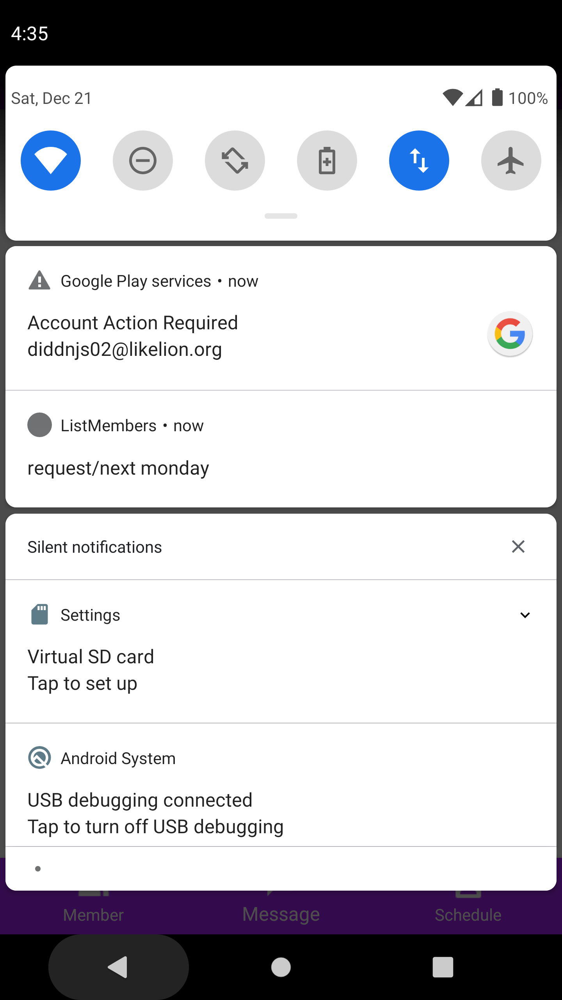 4:35
Sat, Dec 21
100%
Google Play services • now
Account Action Required
diddnjs02@likelion.org
ListMembers • now
request/next monday
Silent notifications
Settings
Virtual SD card
Tap to set up
Android System
USB debugging connected
Tap to turn off USB debugging
Member
Message
Schedule